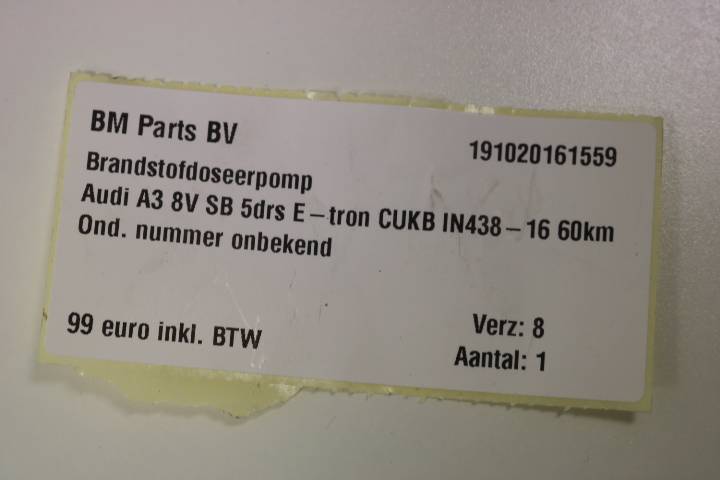 BM Parts BV
191020161559
Brandstofdoseerpomp
Audi A3 8V SB 5drs E-tron CUKB IN438-16 60km
Ond. nummer onbekend
99 euro inkl. BTW
Verz: 8
Aantal: 1